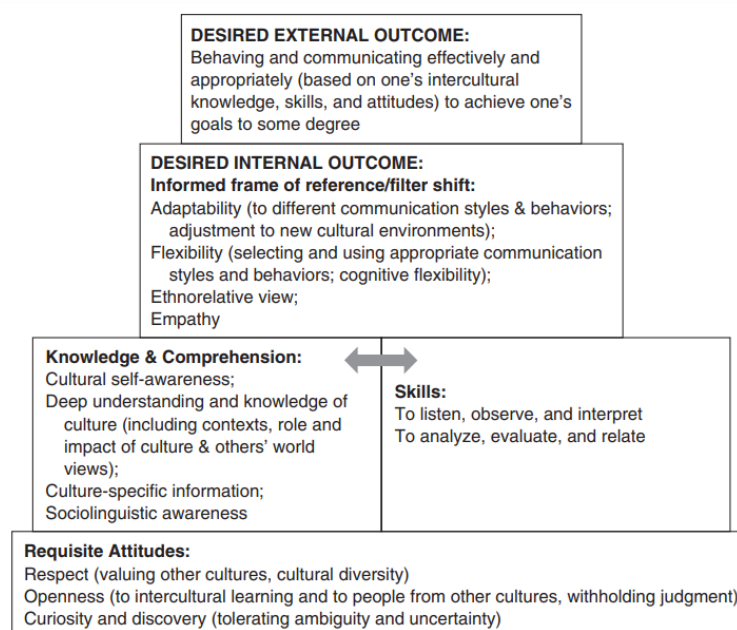 DESIRED EXTERNAL OUTCOME:
Behaving and communicating effectively and
appropriately (based on one's intercultural
knowledge, skills, and attitudes) to achieve one's
goals to some degree
DESIRED INTERNAL OUTCOME:
Informed frame of reference/filter shift:
Adaptability (to different communication styles & behaviors;
adjustment to new cultural environments);
Flexibility (selecting and using appropriate communication
styles and behaviors; cognitive flexibility);
Ethnorelative view;
Empathy
Knowledge & Comprehension:
Cultural self-awareness;
Deep understanding and knowledge of
culture (including contexts, role and
impact of culture & others' world
views);
Culture-specific information;
Sociolinguistic awareness
Skills:
To listen, observe, and interpret
To analyze, evaluate, and relate
Requisite Attitudes:
Respect (valuing other cultures, cultural diversity)
Openness (to intercultural learning and to people from other cultures, withholding judgment)
Curiosity and discovery (tolerating ambiguity and uncertainty)